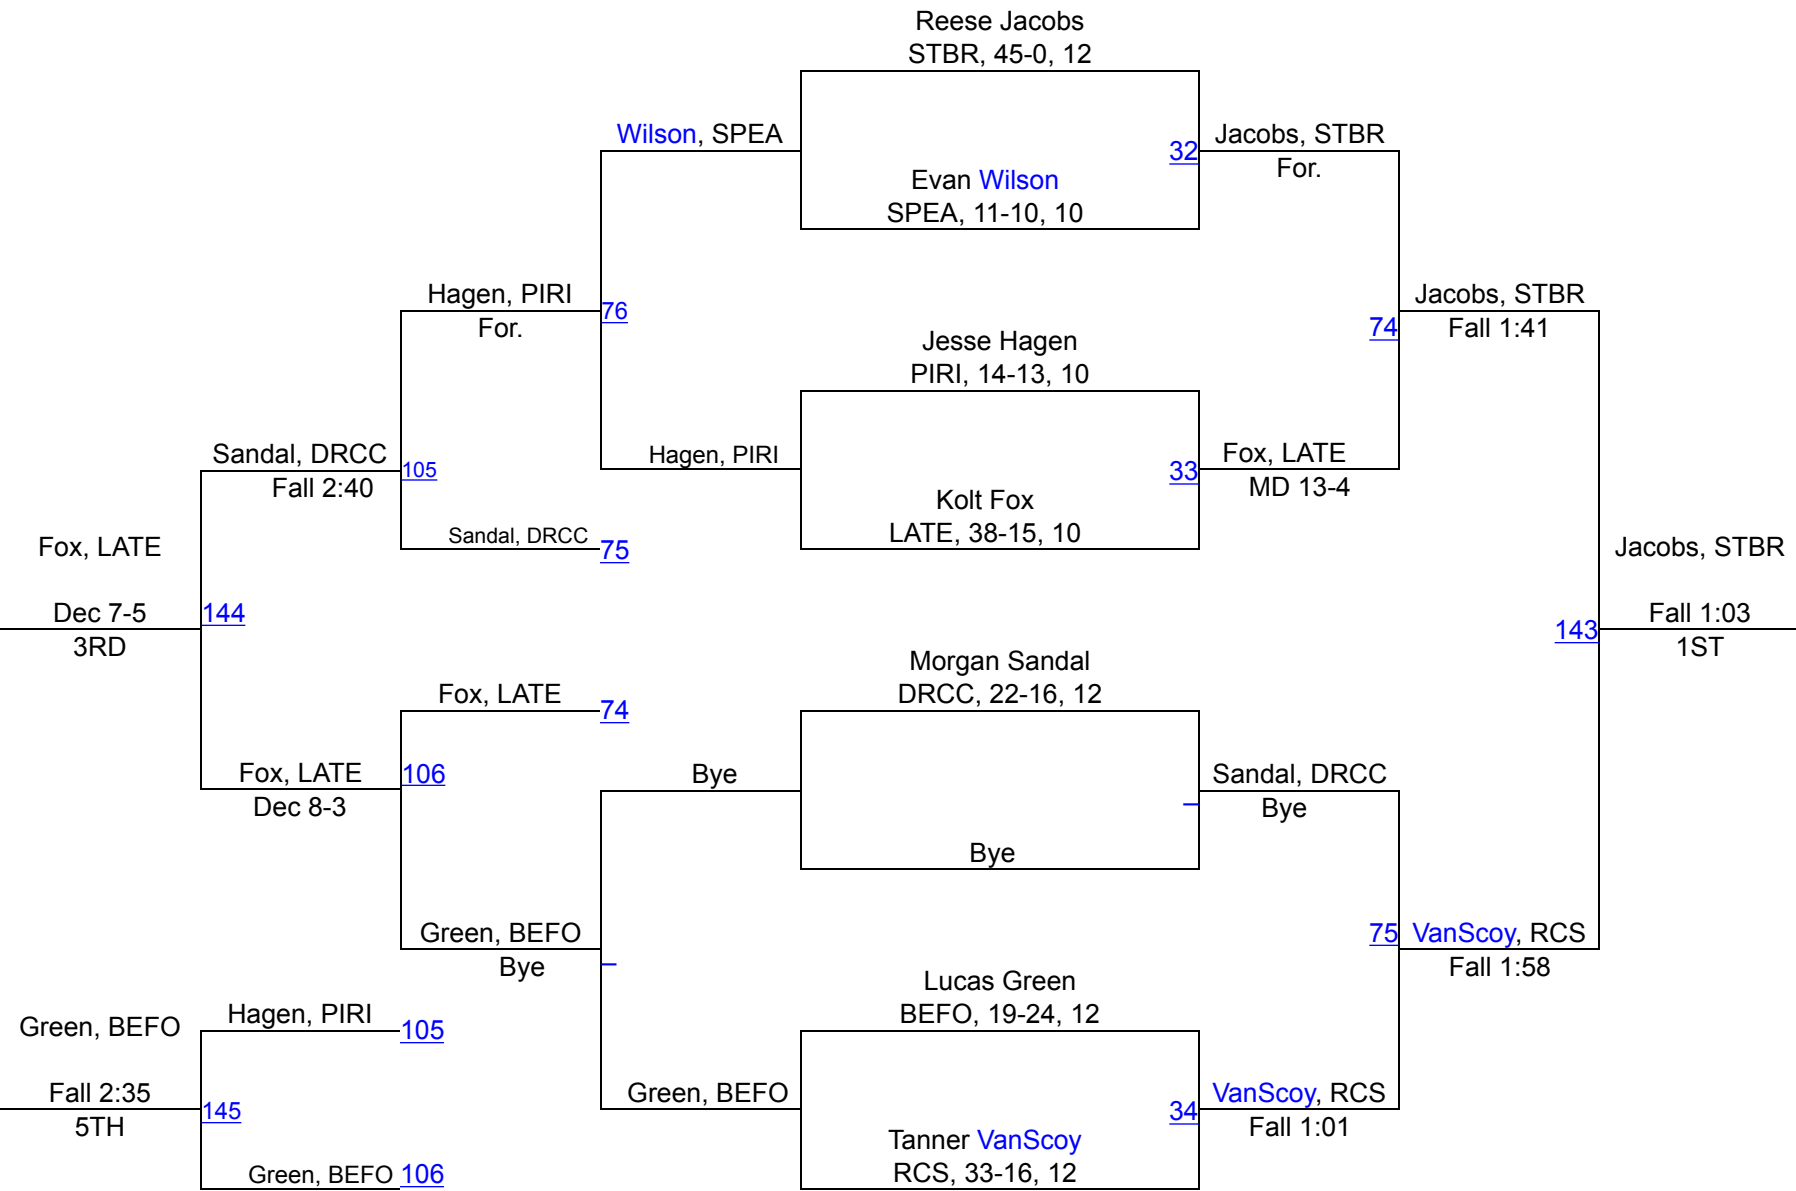 Reese Jacobs
STBR, 45-0, 12
Wilson, SPEA
32
Jacobs, STBR
For.
Evan Wilson
SPEA, 11-10, 10
Hagen, PIRI
For.
76
Jacobs, STBR
Fall 1:41
74
Jesse Hagen
PIRI, 14-13, 10
Sandal, DRCC
Fall 2:40
105
Hagen, PIRI
33
Fox, LATE
MD 13-4
Kolt Fox
LATE, 38-15, 10
Sandal, DRCC
75
Fox, LATE
Dec 7-5
3RD
144
Jacobs, STBR
Fall 1:03
1ST
143
Morgan Sandal
DRCC, 22-16, 12
Fox, LATE
74
Fox, LATE
Dec 8-3
106
Bye
Sandal, DRCC
Bye
Bye
Green, BEFO
Bye
75
VanScoy, RCS
Fall 1:58
Lucas Green
BEFO, 19-24, 12
Green, BEFO
Hagen, PIRI
105
Fall 2:35
5TH
145
Green, BEFO
34
VanScoy, RCS
Fall 1:01
Tanner VanScoy
RCS, 33-16, 12
Green, BEFO
106